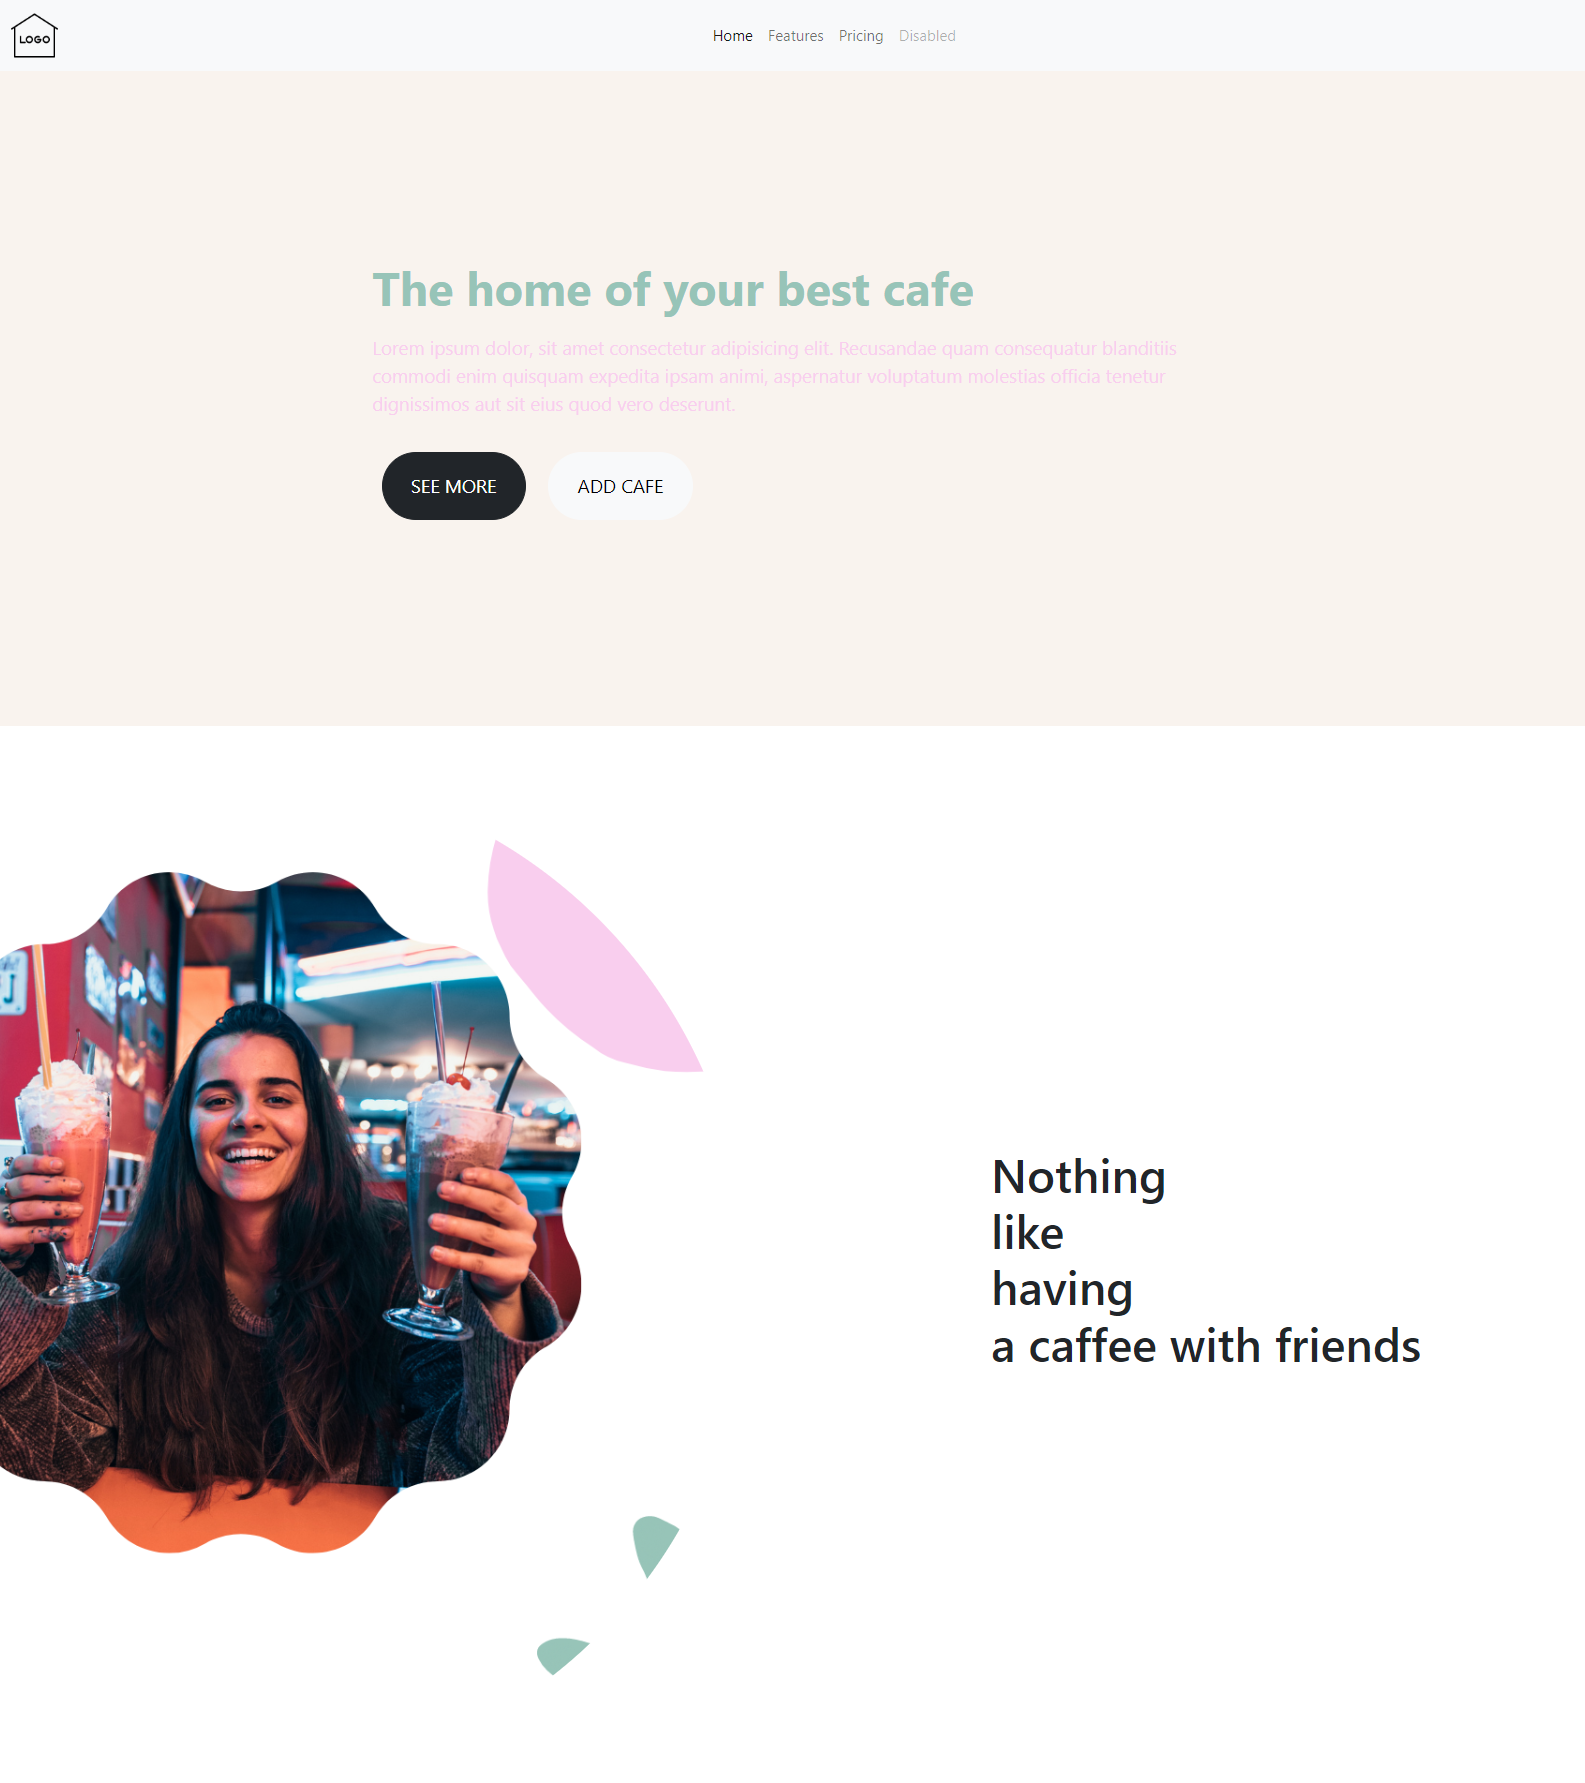 LOGO
Home Features Pricing Disabled
The home of your best cafe
Lorem ipsum dolor, sit amet consectetur adipisicing elit. Recusandae quam consequatur blanditiis
commodi enim quisquam expedita ipsam animi, aspernatur voluptatum molestias officia tenetur
dignissimos aut sit eius quod vero deserunt.
SEE MORE ADD CAFE
Nothing
like
having
a caffee with friends